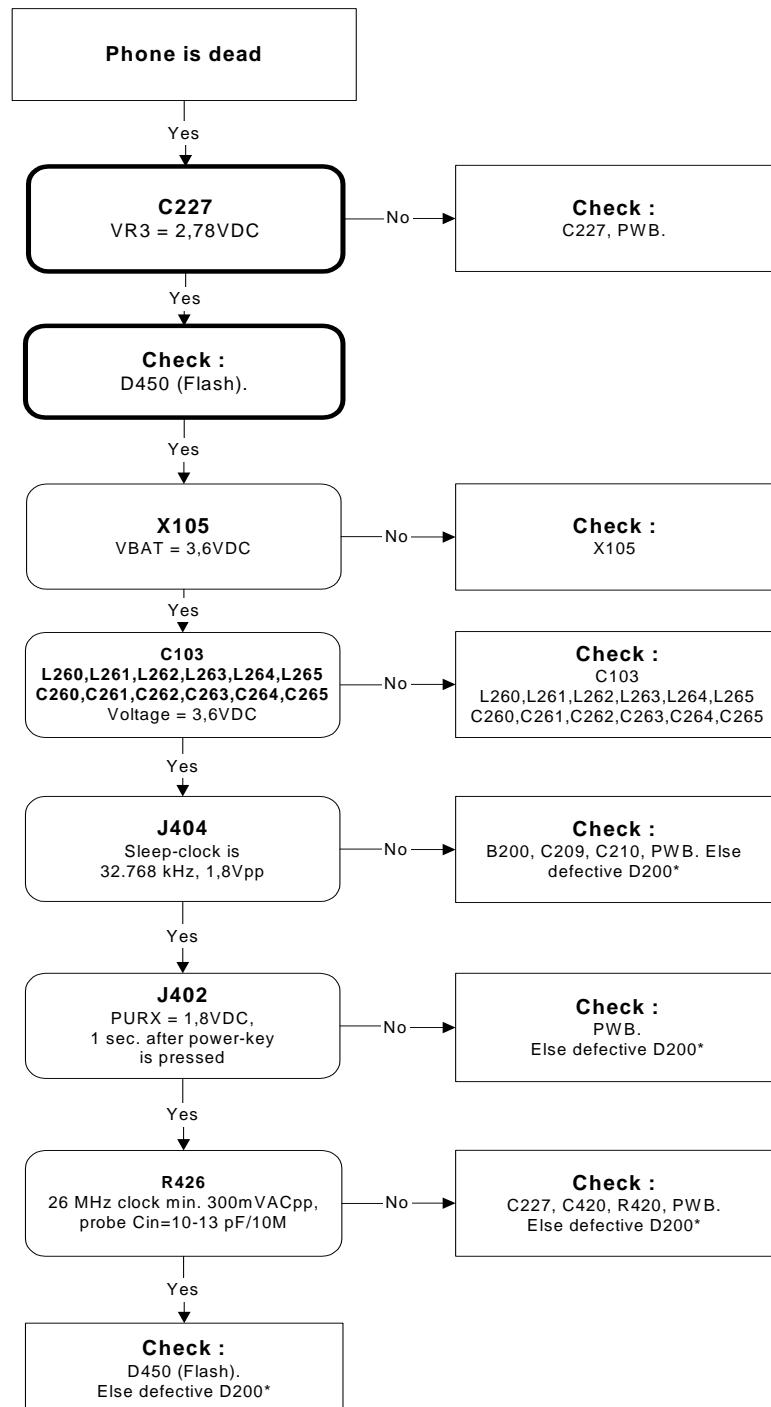 Phone is dead
Yes
C227
VR3 = 2,78VDC
No
Check :
C227, PWB.
Yes
Check :
D450 (Flash).
Yes
X105
VBAT = 3,6VDC
No
Check :
X105
Yes
C103
L260,L261,L262,L263,L264,L265
C260,C261,C262,C263,C264,C265
Voltage = 3,6VDC
No
Check :
C103
L260,L261,L262,L263,L264,L265
C260,C261,C262,C263,C264,C265
Yes
J404
Sleep-clock is
32.768 kHz, 1,8Vpp
No
Check :
B200, C209, C210, PWB. Else
defective D200*
Yes
J402
PURX = 1,8VDC,
1 sec. after power-key
is pressed
No
Check :
PWB.
Else defective D200*
Yes
R426
26 MHz clock min. 300mVACpp,
probe Cin=10-13 pF/10M
No
Check :
C227, C420, R420, PWB.
Else defective D200*
Yes
Check :
D450 (Flash).
Else defective D200*